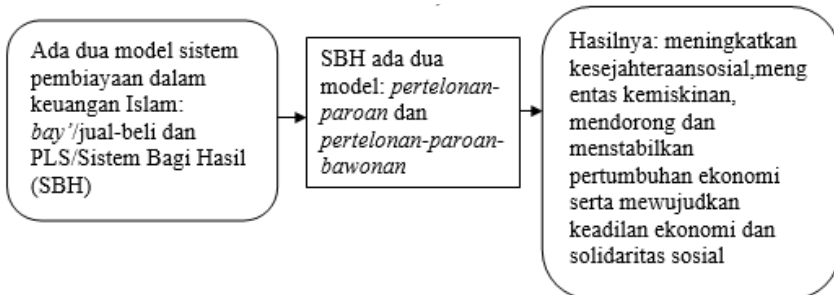 Ada dua model sistem
pembiayaan dalam
keuangan Islam:
bay'/jual-beli dan
PLS/Sistem Bagi Hasil
(SBH)
SBH ada dua
model: pertelonan-
paroan dan
pertelonan-paroan-
bawonan
Hasilnya: meningkatkan
kesejahteraansosial,meng
entas kemiskinan,
mendorong dan
menstabilkan
pertumbuhan ekonomi
serta mewujudkan
keadilan ekonomi dan
solidaritas sosial